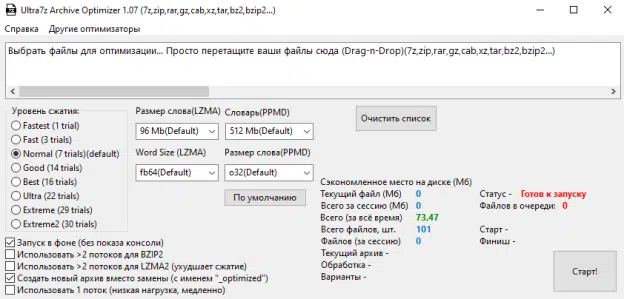 Ultra7z Archive Optimizer 1.07 (7z,zip,rar,gz,cab,xz,tar,bz2,bzip2...)
Справка Другие оптимизаторы
Выбрать файлы для оптимизации... Просто перетащите ваши файлы сюда (Drag-n-Drop)(7z,zip,rar,gz,cab,xz,tar,bz2,bzip2...)
Уровень сжатия:
Fastest (1 trial)
Fast (3 trials)
Normal (7 trials)(default)
Good (14 trials)
Best (16 trials)
Ultra (22 trials)
Extreme (29 trials)
Extreme2 (30 trials)
Размер слова(LZMA) Словарь(PPMD)
96 Mb(Default) 512 Mb(Default)
Word Size (LZMA) Размер слова(PPMD)
fb64(Default) o32(Default)
По умолчанию
Очистить список
Сэкономленное место на диске (Мб)
Текущий файл (Мб) 0
Всего за сессию (Мб) 0
Всего (за всё время) 73,47
Всего файлов, шт. 101
Файлов (за сессию) 0
Текущий архив -
Обработка -
Варианты -
Статус - Готов к запуску
Файлов в очереди: 0
Старт -
Финиш -
Запуск в фоне (без показа консоли)
Использовать >2 потоков для BZIP2
Использовать >2 потоков для LZMA2 (ухудшает сжатие)
Создать новый архив вместо замены (с именем "_optimized")
Использовать 1 поток (низкая нагрузка, медленно)
Старт!